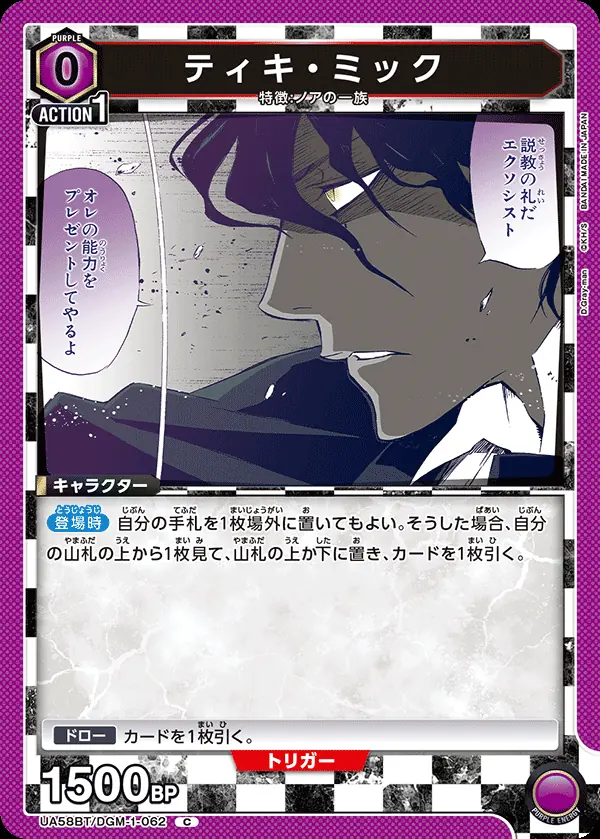 PURPLE
0
ACTION 1
ティキ・ミック
特徴:ノアの一族
説教の礼だ
エクソシスト
オレの能力を
プレゼントしてやるよ
D.Gray-man ©KH/S BANDAI MADE IN JAPAN
キャラクター
登場時 自分の手札を1枚場外に置いてもよい。そうした場合、自分
の山札の上から1枚見て、山札の上か下に置き、カードを1枚引く。
ドロー カードを1枚引く。
トリガー
1500BP
UA58BT/DGM-1-062 C
PURPLE ENERGY